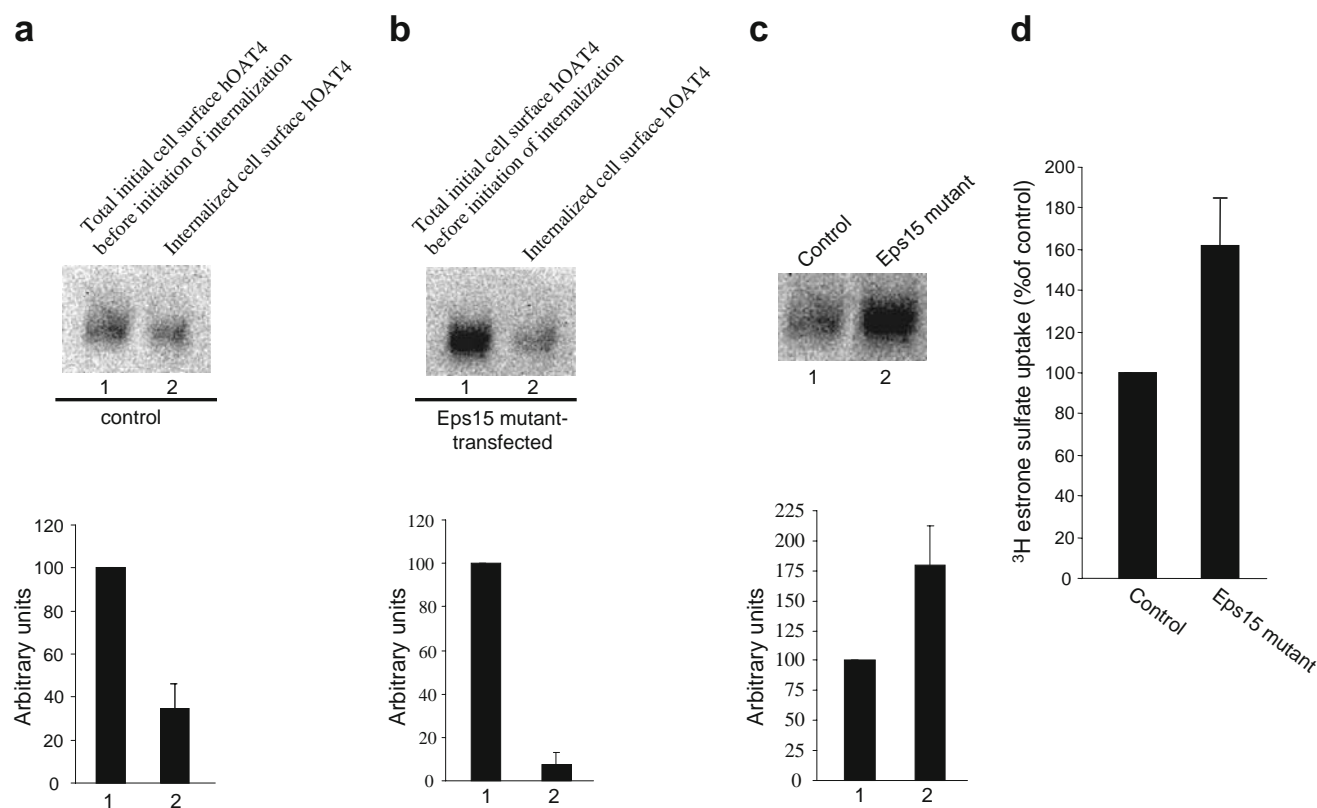 a
Total initial cell surface hOAT4
before initiation of internalization
Internalized cell surface hOAT4
1 2
control
120
100
80
60
40
20
0
Arbitrary units
1 2
b
Total initial cell surface hOAT4
before initiation of internalization
Internalized cell surface hOAT4
1 2
Eps15 mutant-
transfected
120
100
80
60
40
20
0
Arbitrary units
1 2
c
Control
Eps15 mutant
1 2
225
200
175
150
125
100
75
50
25
0
Arbitrary units
1 2
d
200
180
160
140
120
100
80
60
40
20
0
³H estrone sulfate uptake (%of control)
Control
Eps15 mutant